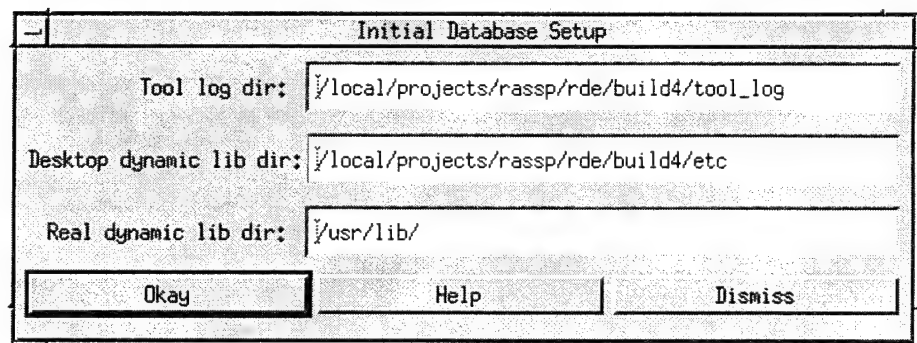 Initial Database Setup
Tool log dir: /local/projects/rassp/rde/build4/tool_log
Desktop dynamic lib dir: /local/projects/rassp/rde/build4/etc
Real dynamic lib dir: /usr/lib/
Okay Help Dismiss